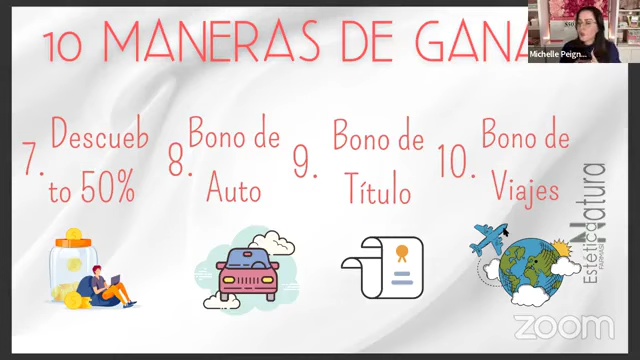 10 MANERAS DE GANA
Michelle Peign...
7. Descueb
to 50%
8. Bono de
Auto
9. Bono de
Título
10. Bono de
Viajes
Estética Natura
FARMASI
zoom